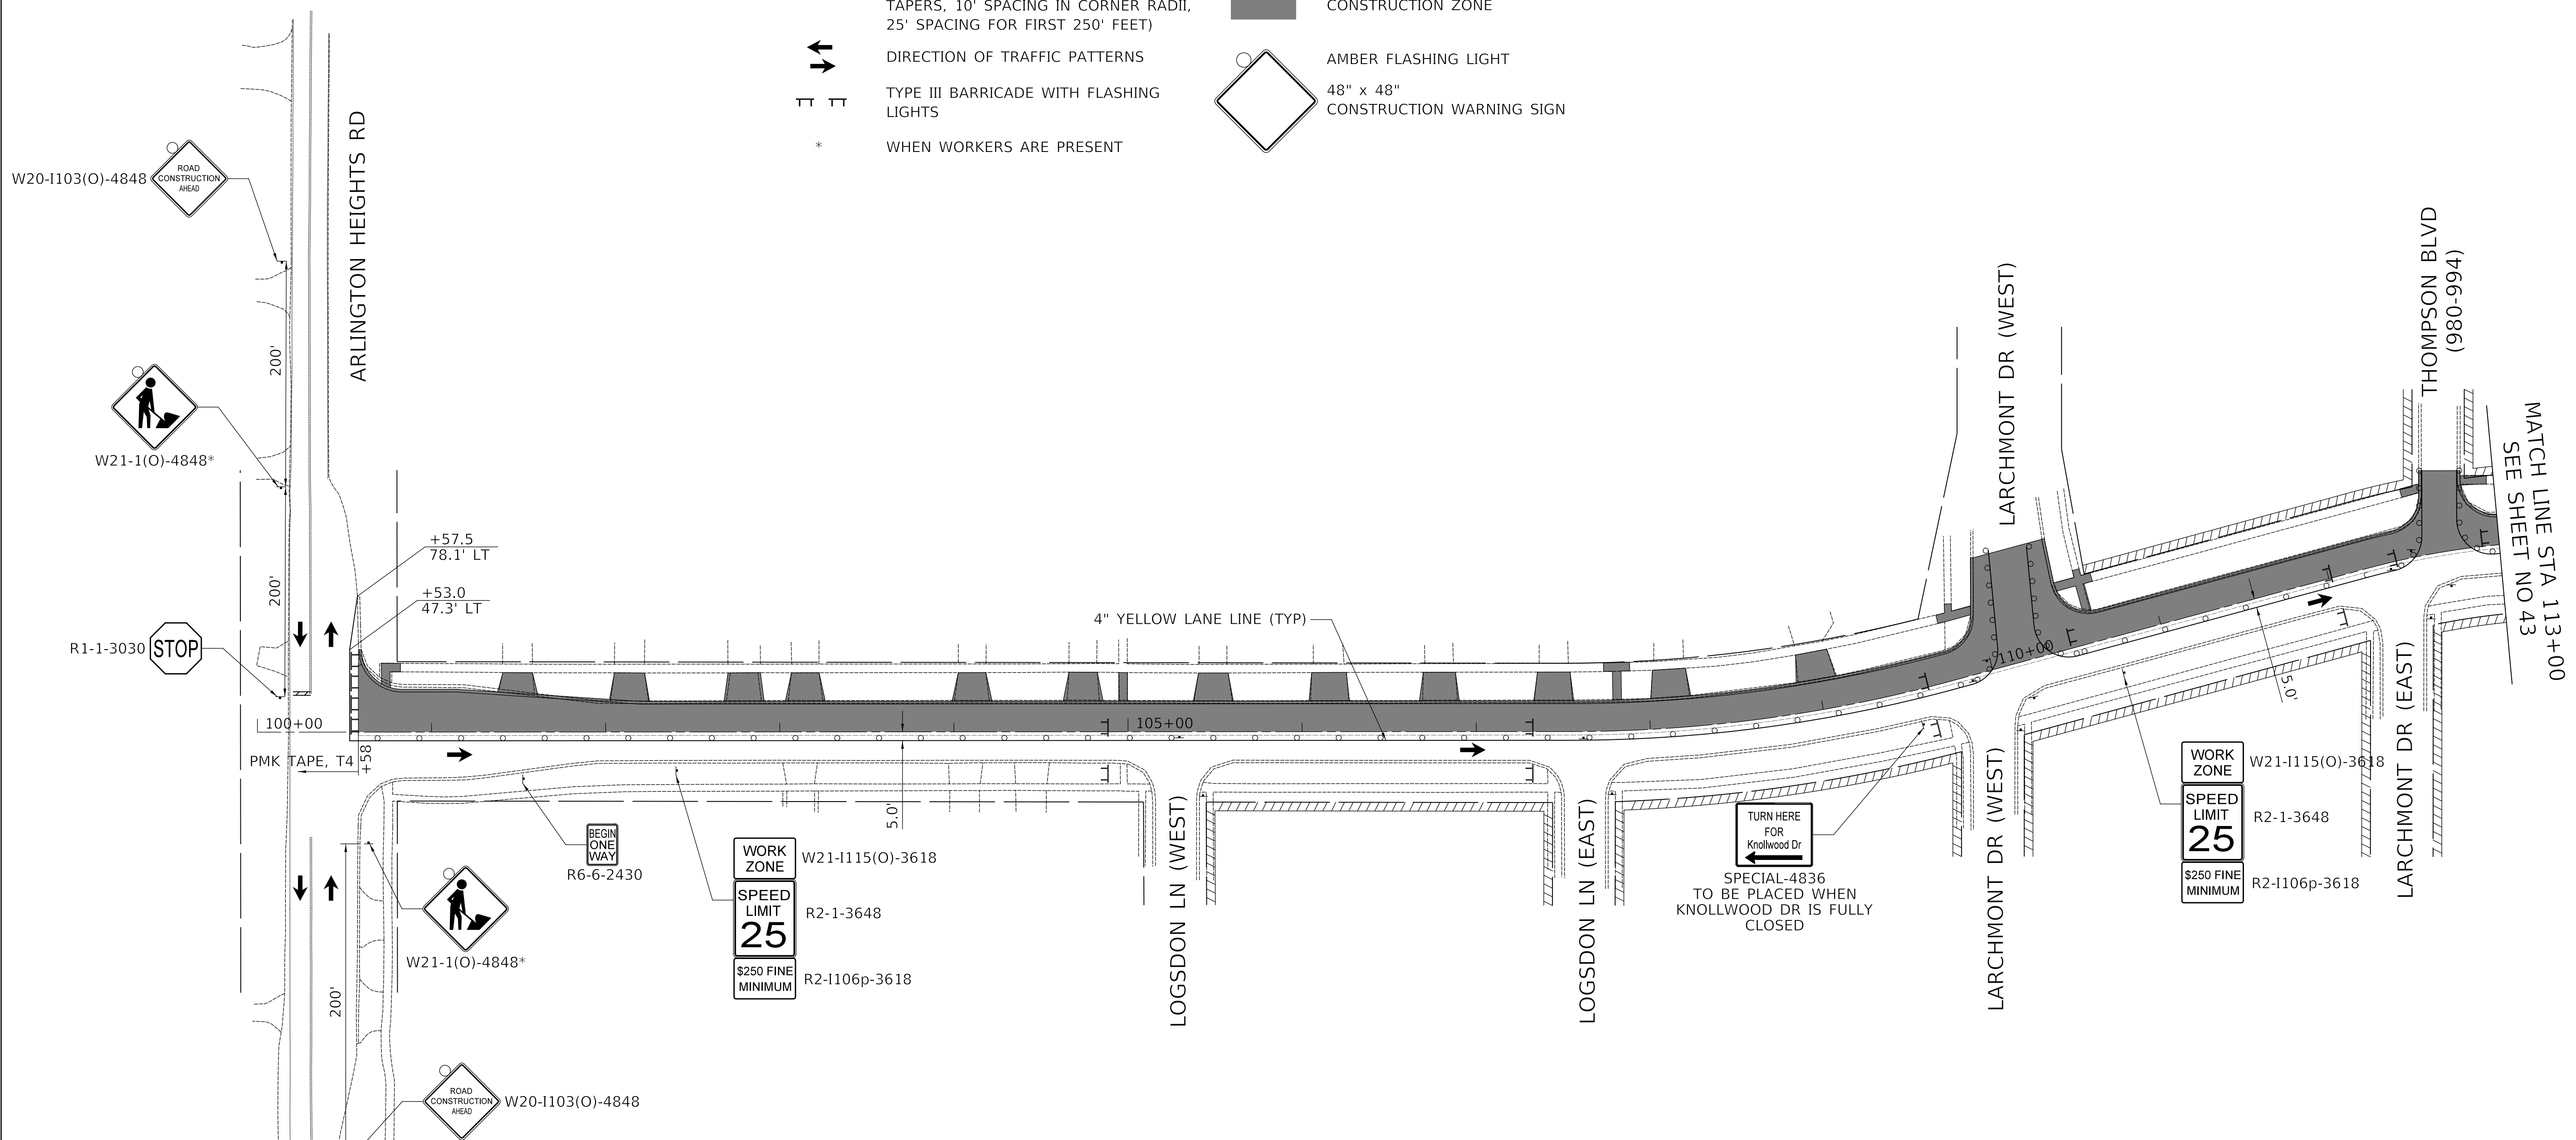 TAPERS, 10' SPACING IN CORNER RADII,
25' SPACING FOR FIRST 250' FEET)
DIRECTION OF TRAFFIC PATTERNS
TYPE III BARRICADE WITH FLASHING
LIGHTS
*
WHEN WORKERS ARE PRESENT
CONSTRUCTION ZONE
AMBER FLASHING LIGHT
48" x 48"
CONSTRUCTION WARNING SIGN
ARLINGTON HEIGHTS RD
W20-I103(O)-4848
ROAD
CONSTRUCTION
AHEAD
200'
W21-1(O)-4848*
200'
R1-1-3030
STOP
+57.5
78.1' LT
+53.0
47.3' LT
100+00
PMK TAPE, T4
+58
4" YELLOW LANE LINE (TYP)
105+00
110+00
5.0'
5.0'
LARCHMONT DR (WEST)
THOMPSON BLVD
(980-994)
MATCH LINE STA 113+00
SEE SHEET NO 43
BEGIN
ONE
WAY
R6-6-2430
WORK
ZONE
W21-I115(O)-3618
SPEED
LIMIT
25
R2-1-3648
$250 FINE
MINIMUM
R2-I106p-3618
LOGSDON LN (WEST)
LOGSDON LN (EAST)
TURN HERE
FOR
Knollwood Dr
SPECIAL-4836
TO BE PLACED WHEN
KNOLLWOOD DR IS FULLY
CLOSED
LARCHMONT DR (WEST)
WORK
ZONE
W21-I115(O)-3618
SPEED
LIMIT
25
R2-1-3648
$250 FINE
MINIMUM
R2-I106p-3618
LARCHMONT DR (EAST)
W21-1(O)-4848*
200'
ROAD
CONSTRUCTION
AHEAD
W20-I103(O)-4848